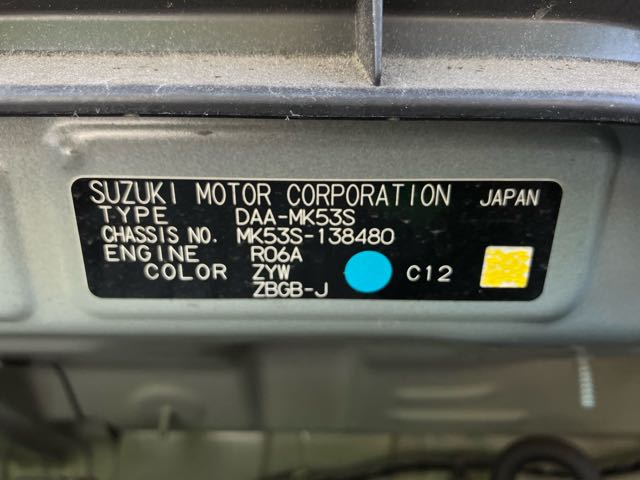 SUZUKI MOTOR CORPORATION JAPAN
TYPE DAA-MK53S
CHASSIS NO. MK53S-138480
ENGINE R06A
COLOR ZYW C12
ZBGB-J